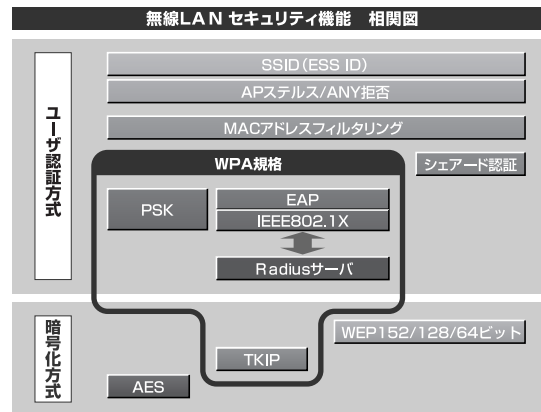 無線LAN セキュリティ機能 相関図
ユーザ認証方式
SSID(ESS ID)
APステルス/ANY拒否
MACアドレスフィルタリング
WPA規格
シェアード認証
PSK
EAP
IEEE802.1X
Radiusサーバ
暗号化方式
WEP152/128/64ビット
TKIP
AES